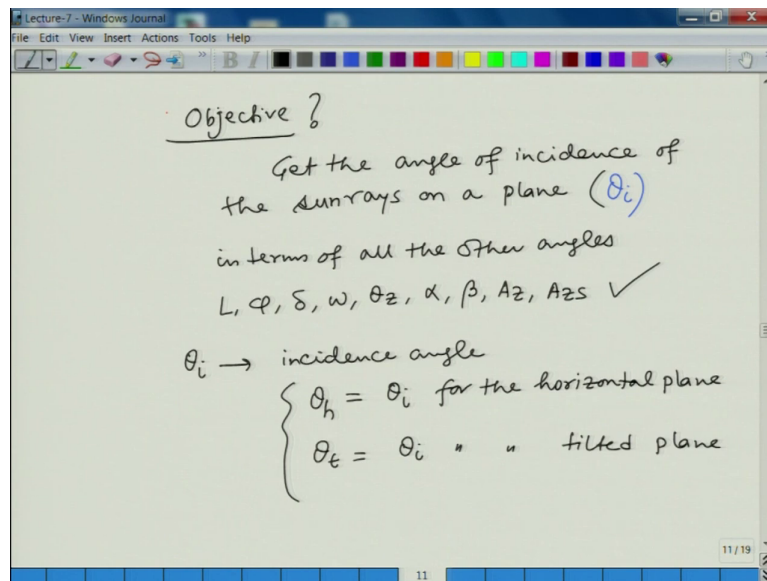 Lecture-7 - Windows Journal
File Edit View Insert Actions Tools Help
B I
Objective ?
Get the angle of incidence of
the sunrays on a plane (θi)
in terms of all the other angles
L, φ, δ, ω, θz, α, β, Az, Azs ✓
θi → incidence angle
θh = θi for the horizontal plane
θt = θi " " tilted plane
11 / 19
11